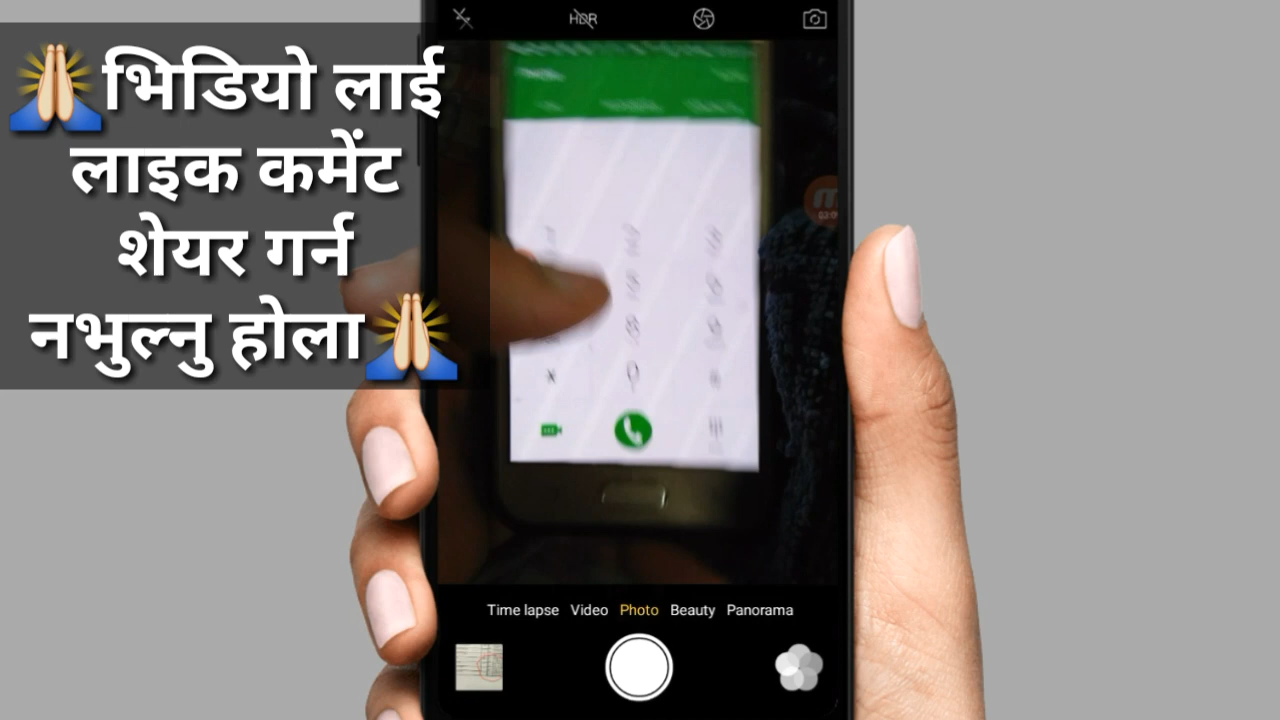 🙏भिडियो लाई
लाइक कमेंट
शेयर गर्न
नभुल्नु होला🙏
HDR
Time lapse Video Photo Beauty Panorama